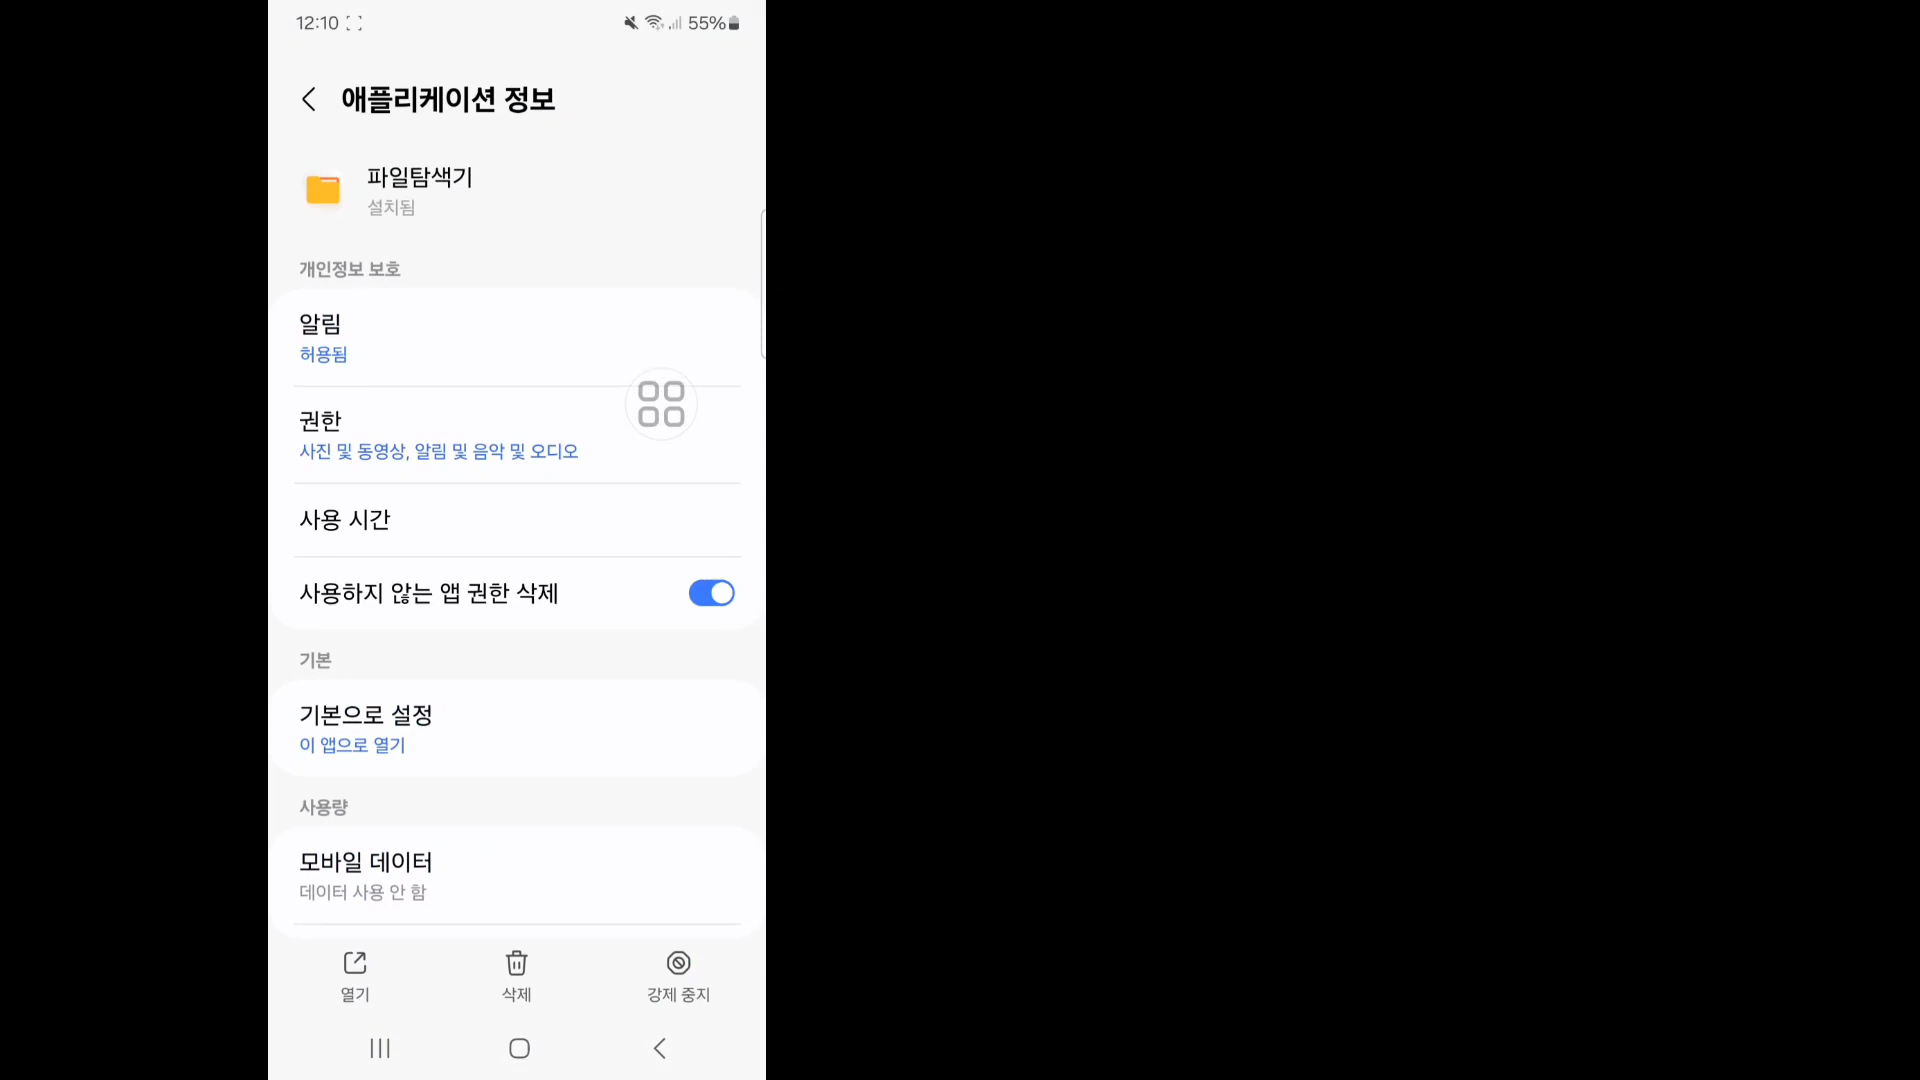 12:10
55%
애플리케이션 정보
파일탐색기
설치됨
개인정보 보호
알림
허용됨
권한
사진 및 동영상, 알림 및 음악 및 오디오
사용 시간
사용하지 않는 앱 권한 삭제
기본
기본으로 설정
이 앱으로 열기
사용량
모바일 데이터
데이터 사용 안 함
열기
삭제
강제 중지